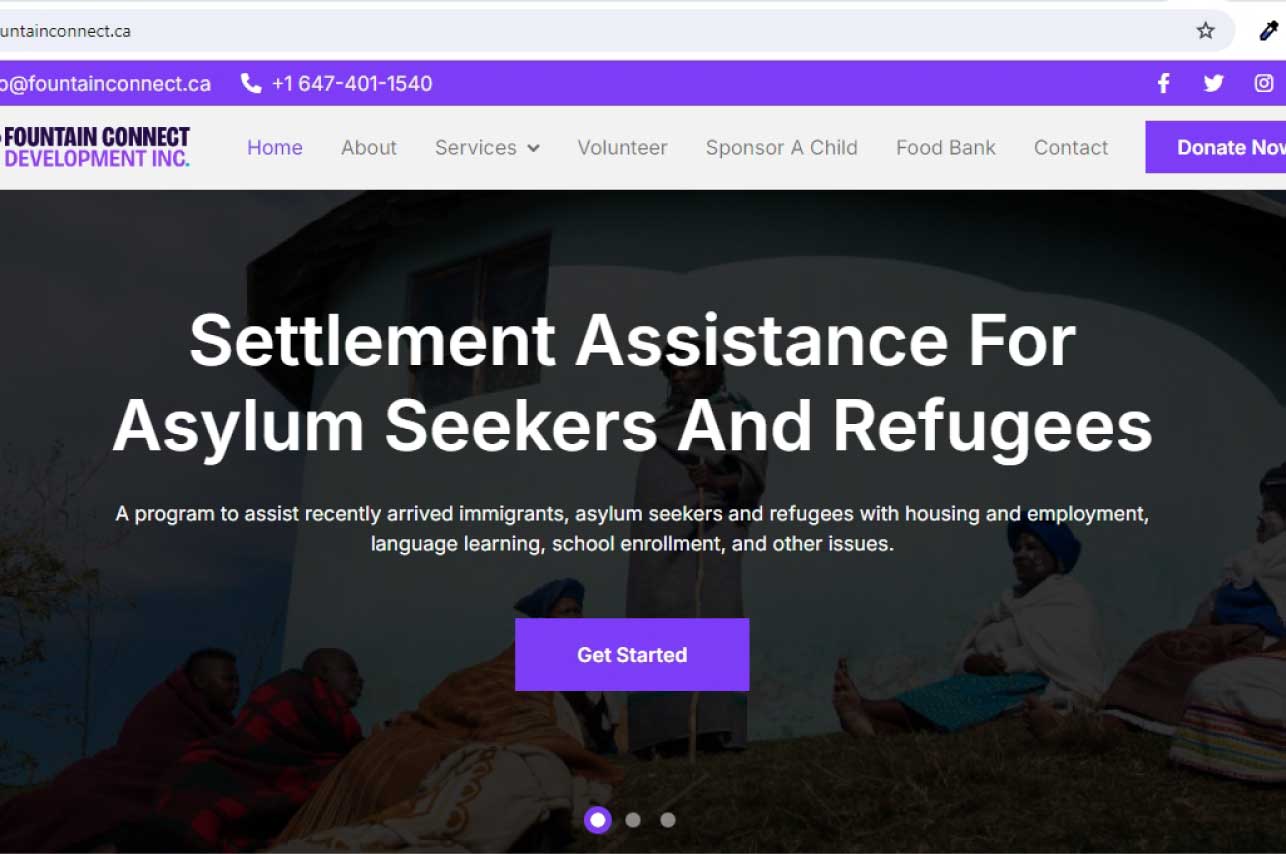 untainconnect.ca
o@fountainconnect.ca +1 647-401-1540
FOUNTAIN CONNECT
DEVELOPMENT INC.
Home About Services Volunteer Sponsor A Child Food Bank Contact Donate Now
Settlement Assistance For
Asylum Seekers And Refugees
A program to assist recently arrived immigrants, asylum seekers and refugees with housing and employment,
language learning, school enrollment, and other issues.
Get Started